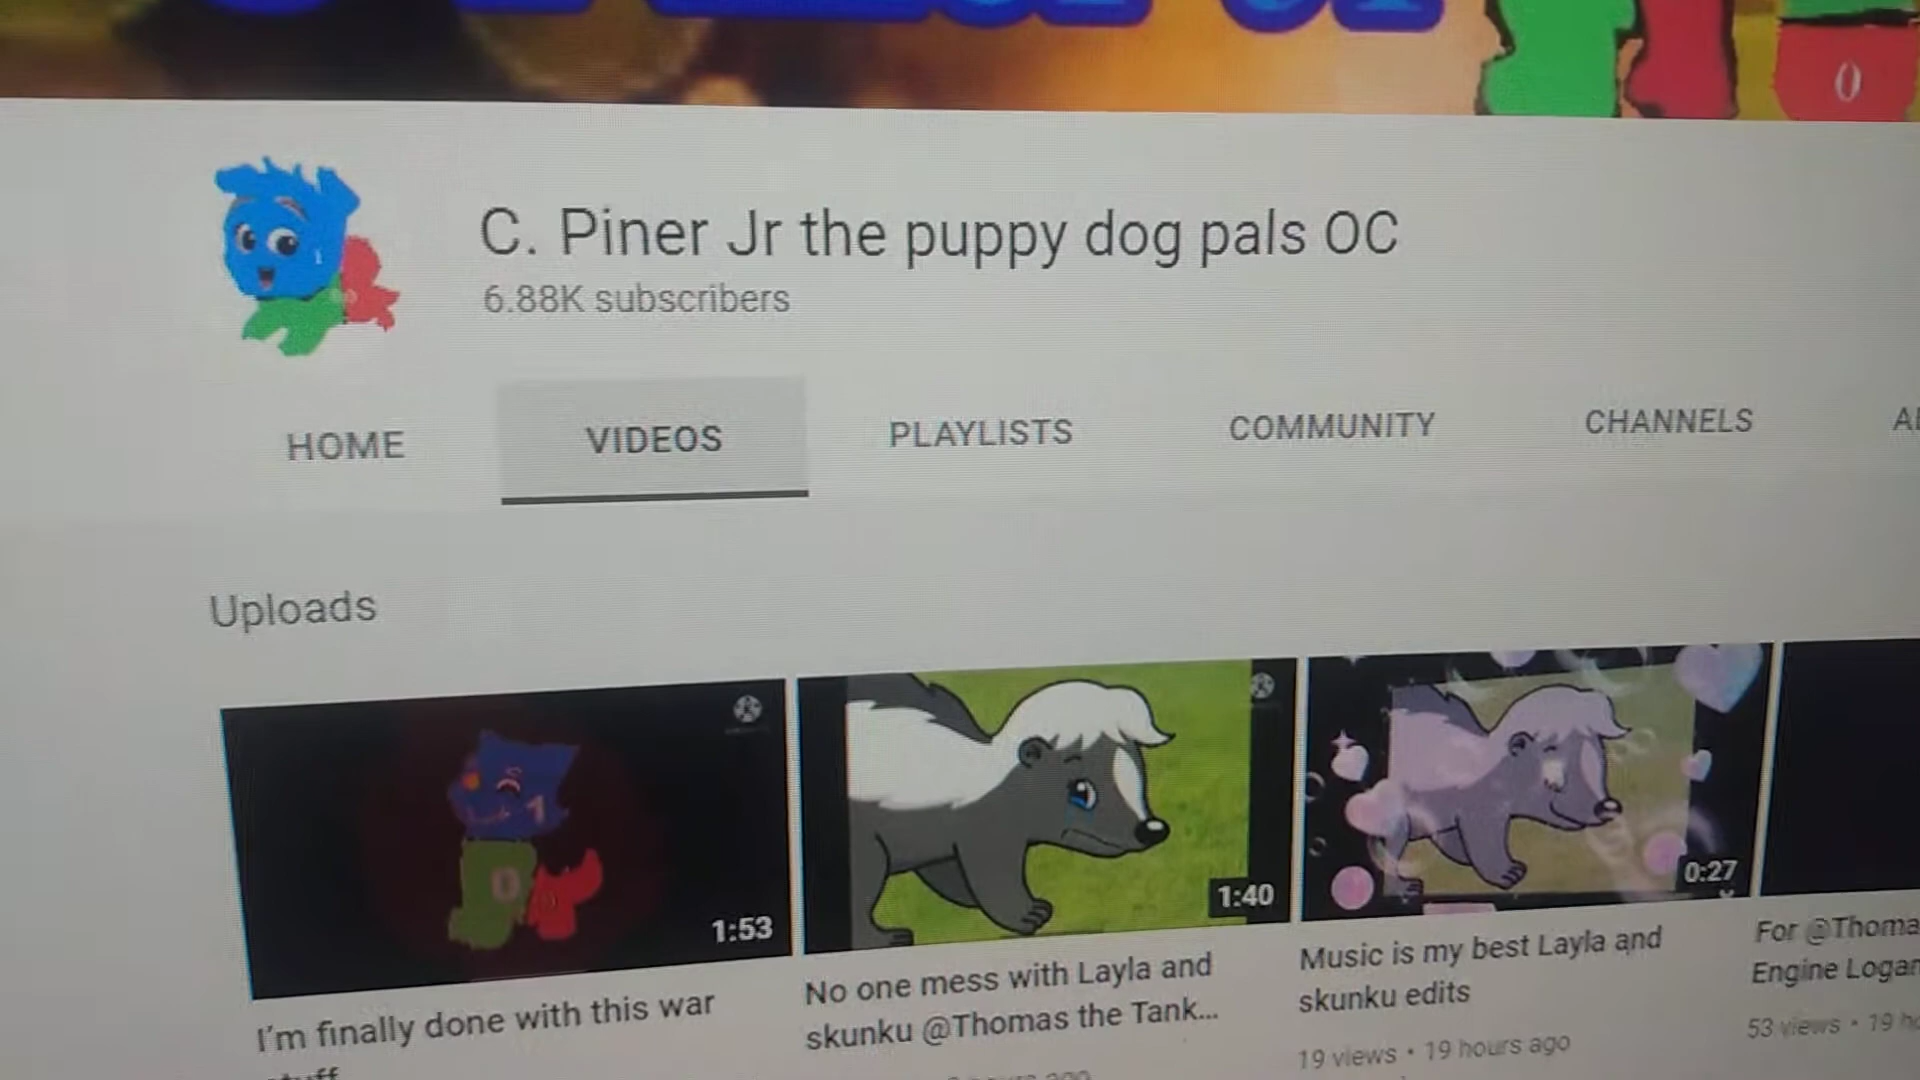 0
C. Piner Jr the puppy dog pals OC
6.88K subscribers
HOME VIDEOS PLAYLISTS COMMUNITY CHANNELS
Uploads
1:53
1:40
0:27
I'm finally done with this war
No one mess with Layla and
skunku @Thomas the Tank...
Music is my best Layla and
skunku edits
19 views • 19 hours ago
For @Thoma
Engine Logan
53 views • 19 ho